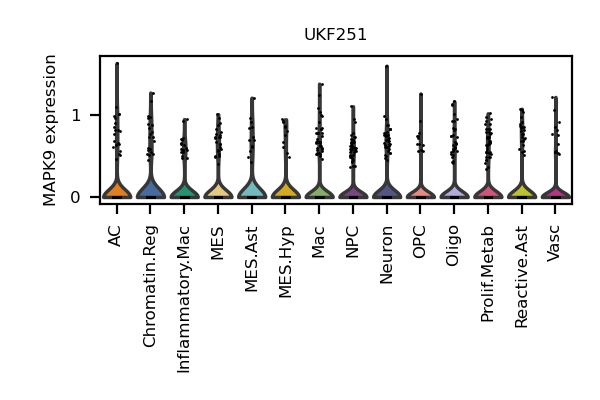 UKF251
MAPK9 expression
1
0
AC
Chromatin.Reg
Inflammatory.Mac
MES
MES.Ast
MES.Hyp
Mac
NPC
Neuron
OPC
Oligo
Prolif.Metab
Reactive.Ast
Vasc